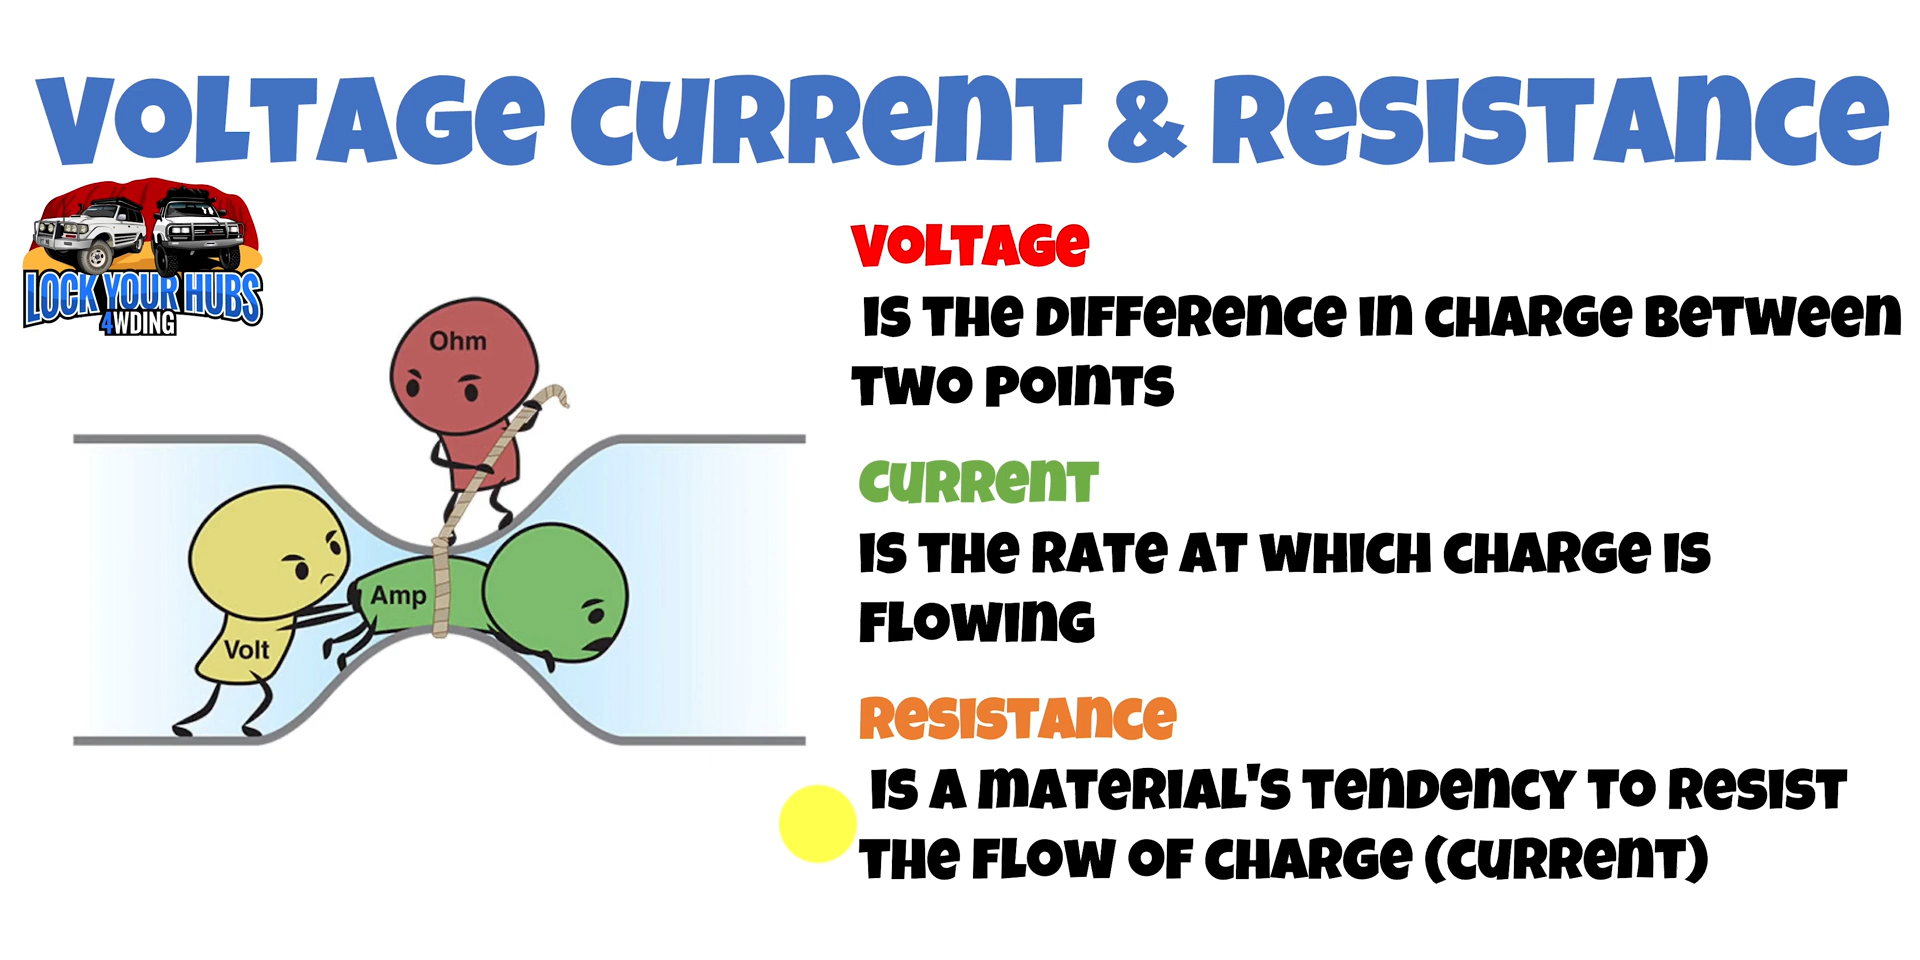 VOLTAGE CURRENT & RESISTANCE
LOCK YOUR HUBS
4WDING
VOLTAGE
IS THE DIFFERENCE IN CHARGE BETWEEN
TWO POINTS
Ohm
CURRENT
IS THE RATE AT WHICH CHARGE IS
FLOWING
Amp
Volt
RESISTANCE
IS A MATERIAL'S TENDENCY TO RESIST
THE FLOW OF CHARGE (CURRENT)